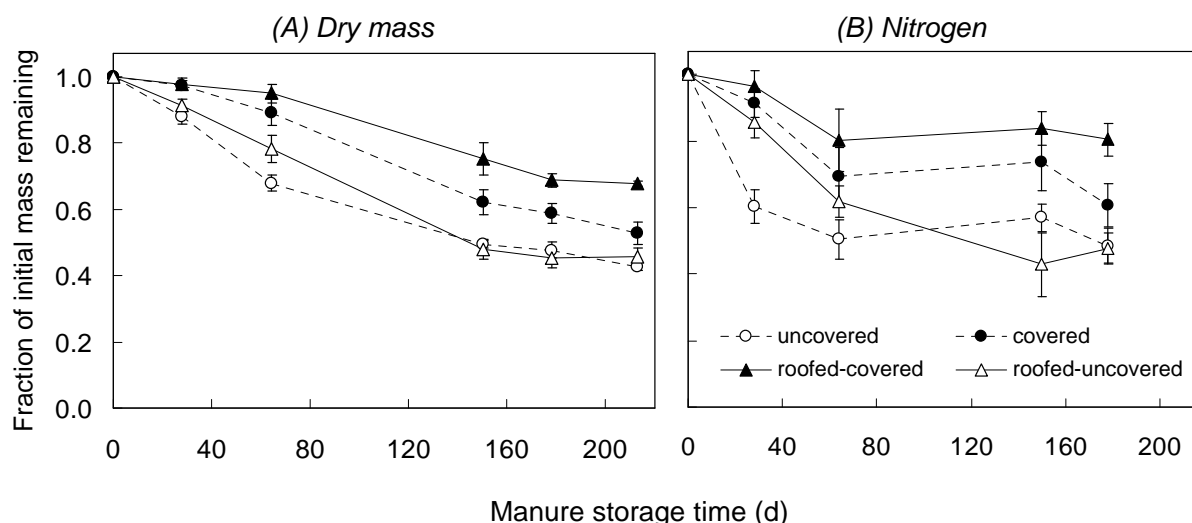 (A) Dry mass
(B) Nitrogen
Fraction of initial mass remaining
1.0
0.8
0.6
0.4
0.2
0.0
0 40 80 120 160 200
0 40 80 120 160 200
uncovered covered
roofed-covered roofed-uncovered
Manure storage time (d)